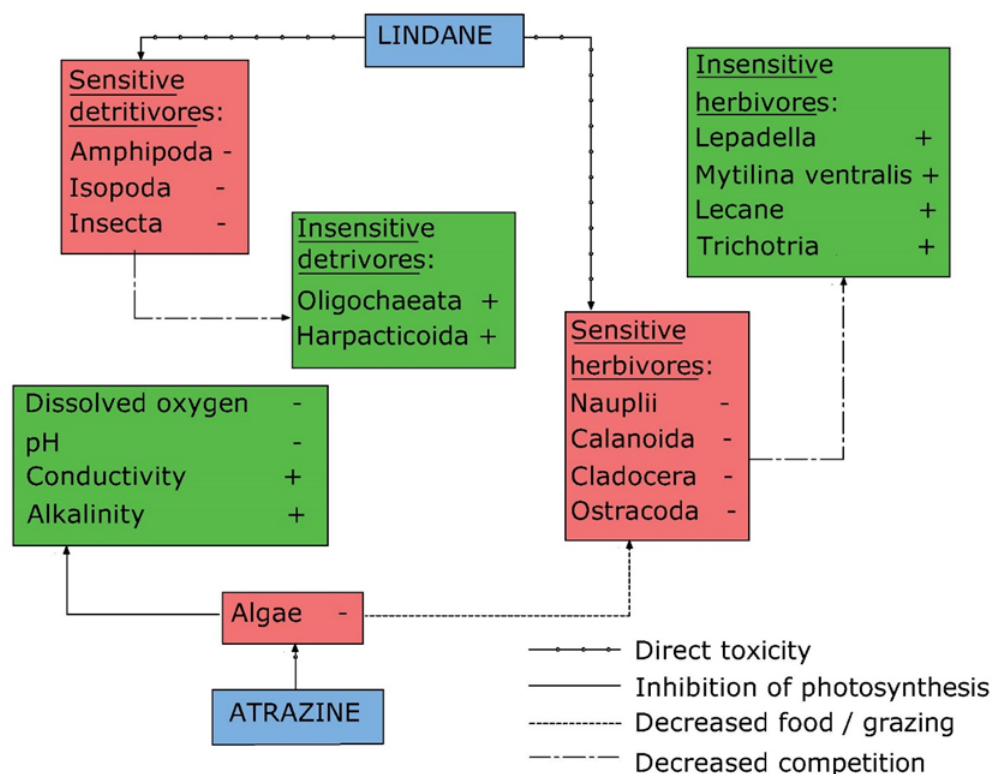 LINDANE
Sensitive
detritivores:
Amphipoda -
Isopoda -
Insecta -
Insensitive
herbivores:
Lepadella +
Mytilina ventralis +
Lecane +
Trichotria +
Insensitive
detrivores:
Oligochaeata +
Harpacticoida +
Sensitive
herbivores:
Nauplii -
Calanoida -
Cladocera -
Ostracoda -
Dissolved oxygen -
pH -
Conductivity +
Alkalinity +
Algae -
ATRAZINE
Direct toxicity
Inhibition of photosynthesis
Decreased food / grazing
Decreased competition